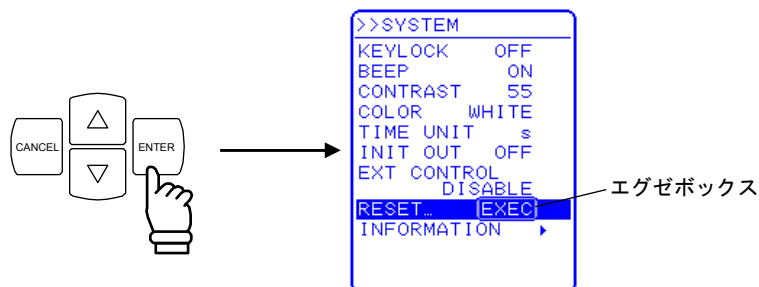 CANCEL
ENTER
>>SYSTEM
KEYLOCK OFF
BEEP ON
CONTRAST 55
COLOR WHITE
TIME UNIT s
INIT OUT OFF
EXT CONTROL
DISABLE
RESET… EXEC
INFORMATION
エグゼボックス